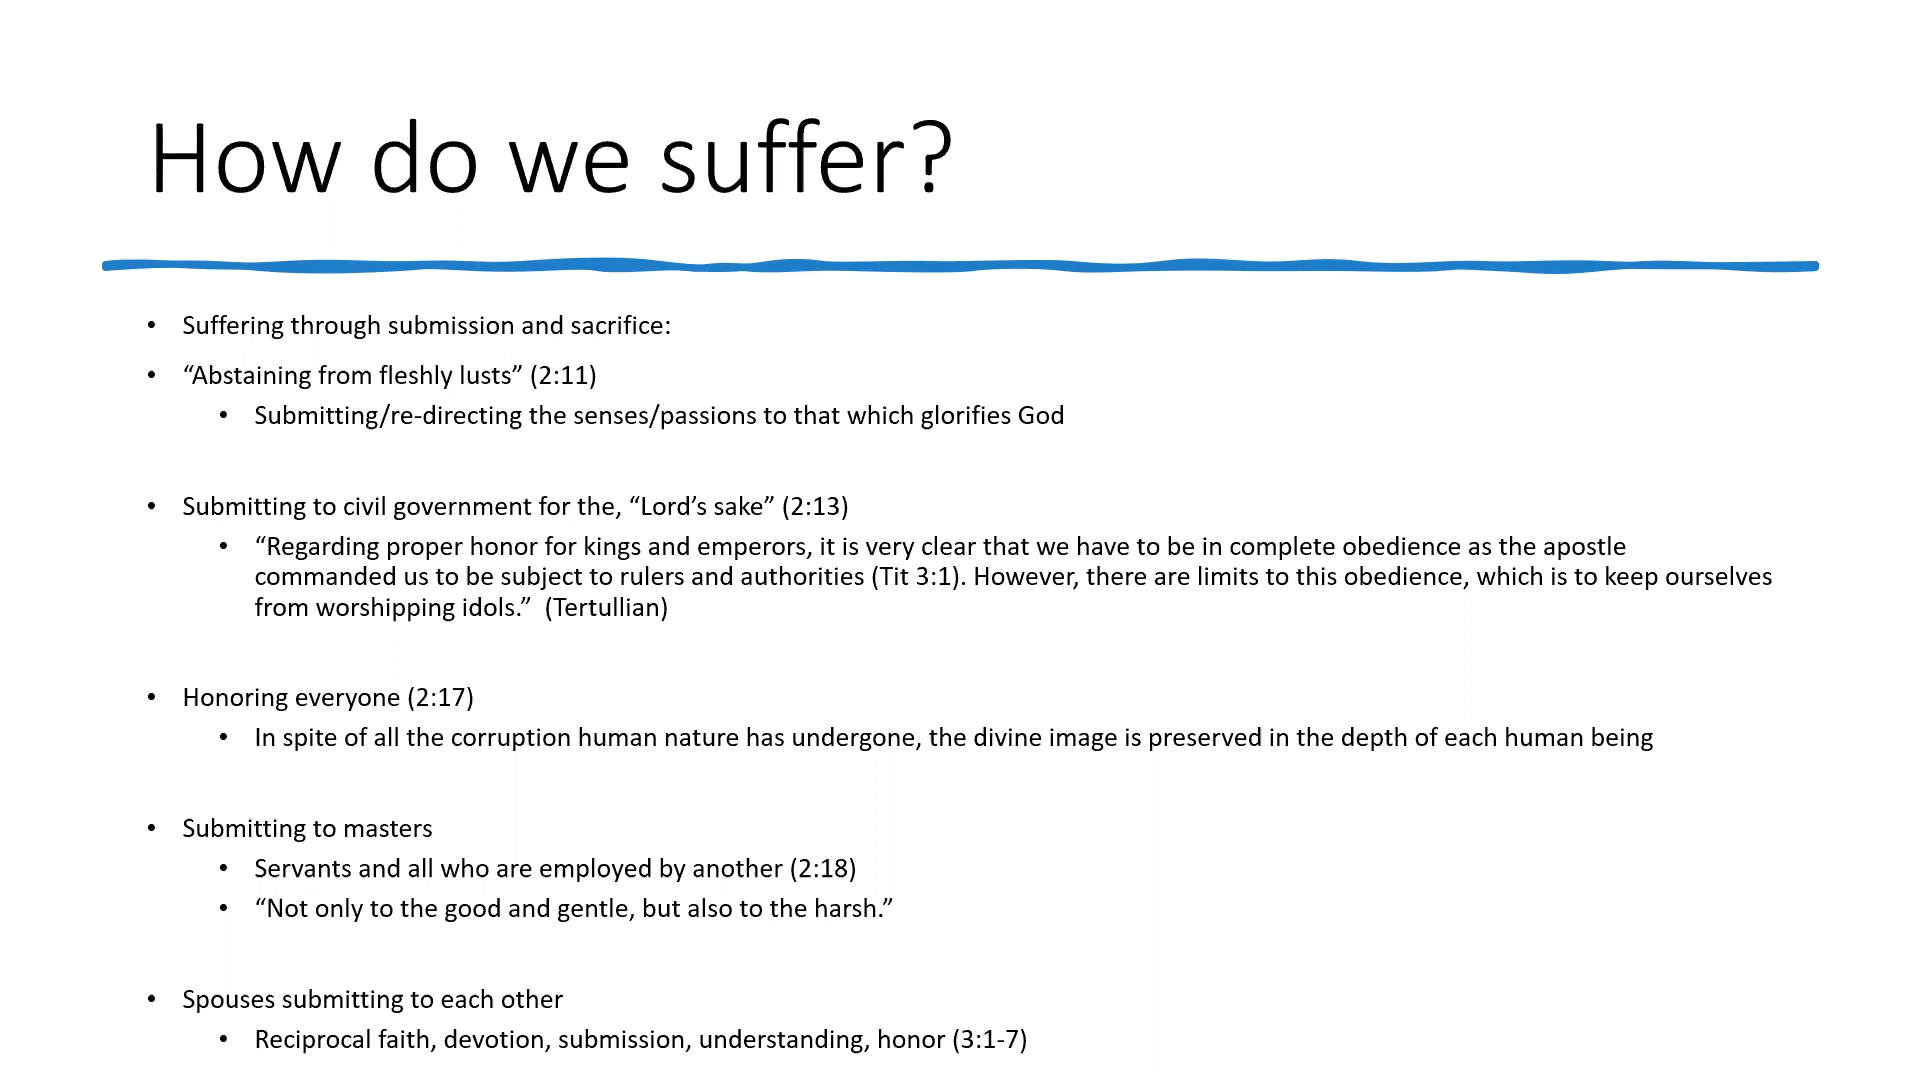 How do we suffer?
• Suffering through submission and sacrifice:
• “Abstaining from fleshly lusts” (2:11)
• Submitting/re-directing the senses/passions to that which glorifies God
• Submitting to civil government for the, “Lord’s sake” (2:13)
• “Regarding proper honor for kings and emperors, it is very clear that we have to be in complete obedience as the apostle
commanded us to be subject to rulers and authorities (Tit 3:1). However, there are limits to this obedience, which is to keep ourselves
from worshipping idols.”  (Tertullian)
• Honoring everyone (2:17)
• In spite of all the corruption human nature has undergone, the divine image is preserved in the depth of each human being
• Submitting to masters
• Servants and all who are employed by another (2:18)
• “Not only to the good and gentle, but also to the harsh.”
• Spouses submitting to each other
• Reciprocal faith, devotion, submission, understanding, honor (3:1-7)